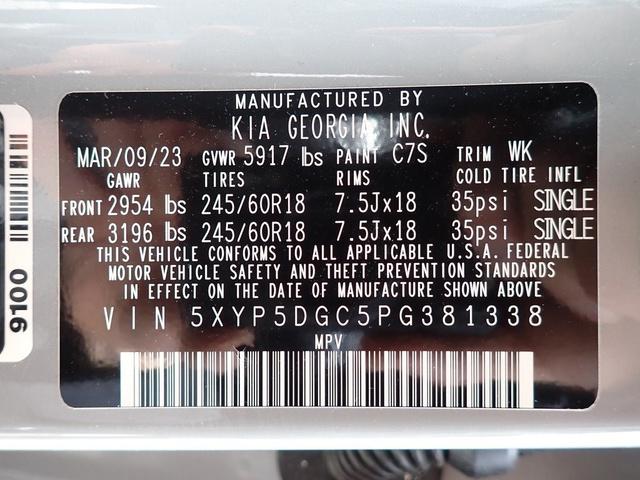 MANUFACTURED BY
KIA GEORGIA, INC.
MAR/09/23 GVWR 5917 lbs PAINT C7S TRIM WK
GAWR TIRES RIMS COLD TIRE INFL
FRONT 2954 lbs 245/60R18 7.5Jx18 35psi SINGLE
REAR 3196 lbs 245/60R18 7.5Jx18 35psi SINGLE
THIS VEHICLE CONFORMS TO ALL APPLICABLE U.S.A. FEDERAL
MOTOR VEHICLE SAFETY AND THEFT PREVENTION STANDARDS
IN EFFECT ON THE DATE OF MANUFACTURE SHOWN ABOVE
VIN 5XYP5DGC5PG381338
MPV
9100